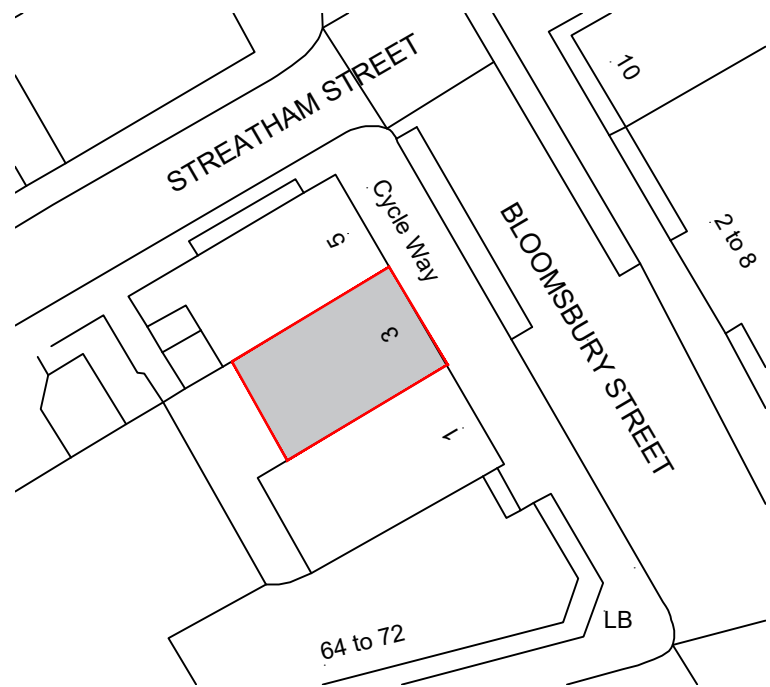 10
STREATHAM STREET
Cycle Way
5
BLOOMSBURY STREET
2 to 8
3
1
LB
64 to 72